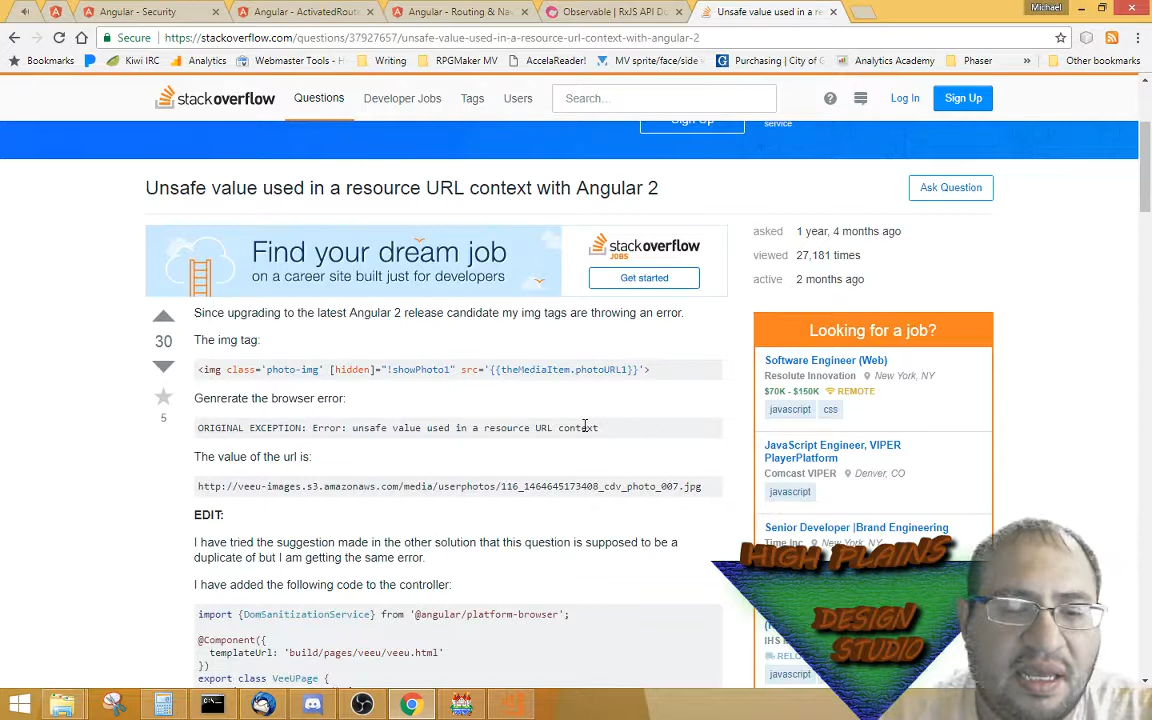 Angular - Security
Angular - ActivatedRoute
Angular - Routing & Na
Observable | RxJS API Do
Unsafe value used in a re
Michael
Secure
https://stackoverflow.com/questions/37927657/unsafe-value-used-in-a-resource-url-context-with-angular-2
Bookmarks
Kiwi IRC
Analytics
Webmaster Tools - H
Writing
RPGMaker MV
AccelaReader!
MV sprite/face/side
Purchasing | City of G
Analytics Academy
Phaser
»
Other bookmarks
stackoverflow
Questions
Developer Jobs
Tags
Users
Search...
Log In
Sign Up
Sign Up
service
Unsafe value used in a resource URL context with Angular 2
Ask Question
Find your dream job
on a career site built just for developers
stackoverflow
JOBS
Get started
asked 1 year, 4 months ago
viewed 27,181 times
active 2 months ago
30
5
Since upgrading to the latest Angular 2 release candidate my img tags are throwing an error.
The img tag:
<img class='photo-img' [hidden]="!showPhoto1" src='{{theMediaItem.photoURL1}}'>
Genrerate the browser error:
ORIGINAL EXCEPTION: Error: unsafe value used in a resource URL context
The value of the url is:
http://veeu-images.s3.amazonaws.com/media/userphotos/116_1464645173408_cdv_photo_007.jpg
EDIT:
I have tried the suggestion made in the other solution that this question is supposed to be a
duplicate of but I am getting the same error.
I have added the following code to the controller:
import {DomSanitizationService} from '@angular/platform-browser';
@Component({
templateUrl: 'build/pages/veeu/veeu.html'
})
export class VeeUPage {
Looking for a job?
Software Engineer (Web)
Resolute Innovation New York, NY
$70K - $150K REMOTE
javascript css
JavaScript Engineer, VIPER
PlayerPlatform
Comcast VIPER Denver, CO
javascript
Senior Developer |Brand Engineering
Time Inc. New York, NY
IHS M
RELO
javascript
HIGH PLAINS
DESIGN
STUDIO